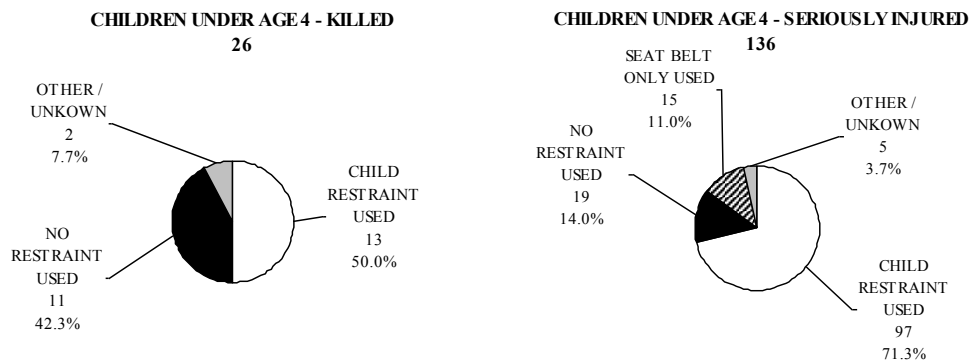 CHILDREN UNDER AGE 4 - KILLED
26
OTHER /
UNKOWN
2
7.7%
CHILD
RESTRAINT
USED
13
50.0%
NO
RESTRAINT
USED
11
42.3%
CHILDREN UNDER AGE 4 - SERIOUSLY INJURED
136
SEAT BELT
ONLY USED
15
11.0%
OTHER /
UNKOWN
5
3.7%
NO
RESTRAINT
USED
19
14.0%
CHILD
RESTRAINT
USED
97
71.3%